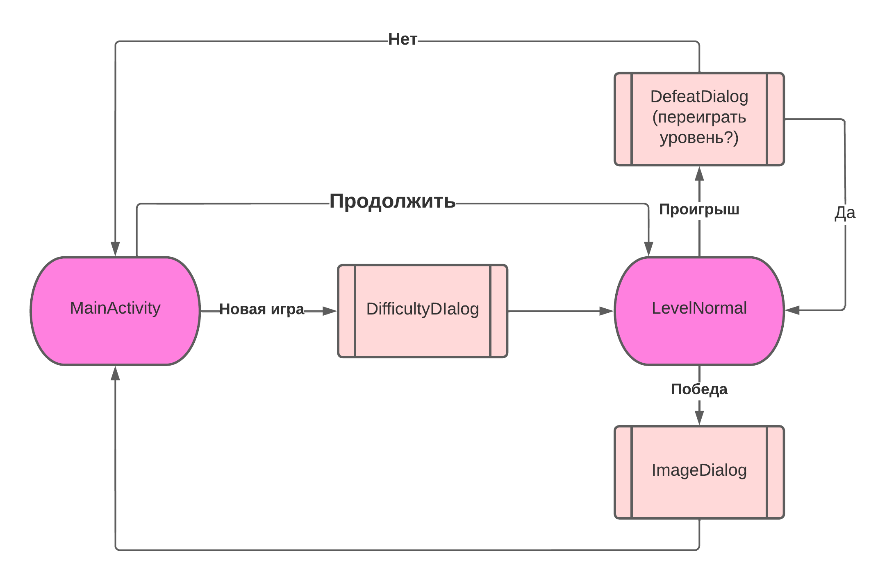 Нет
DefeatDialog
(переиграть
уровень?)
Продолжить
Проигрыш
Да
MainActivity
Новая игра
DifficultyDIalog
LevelNormal
Победа
ImageDialog